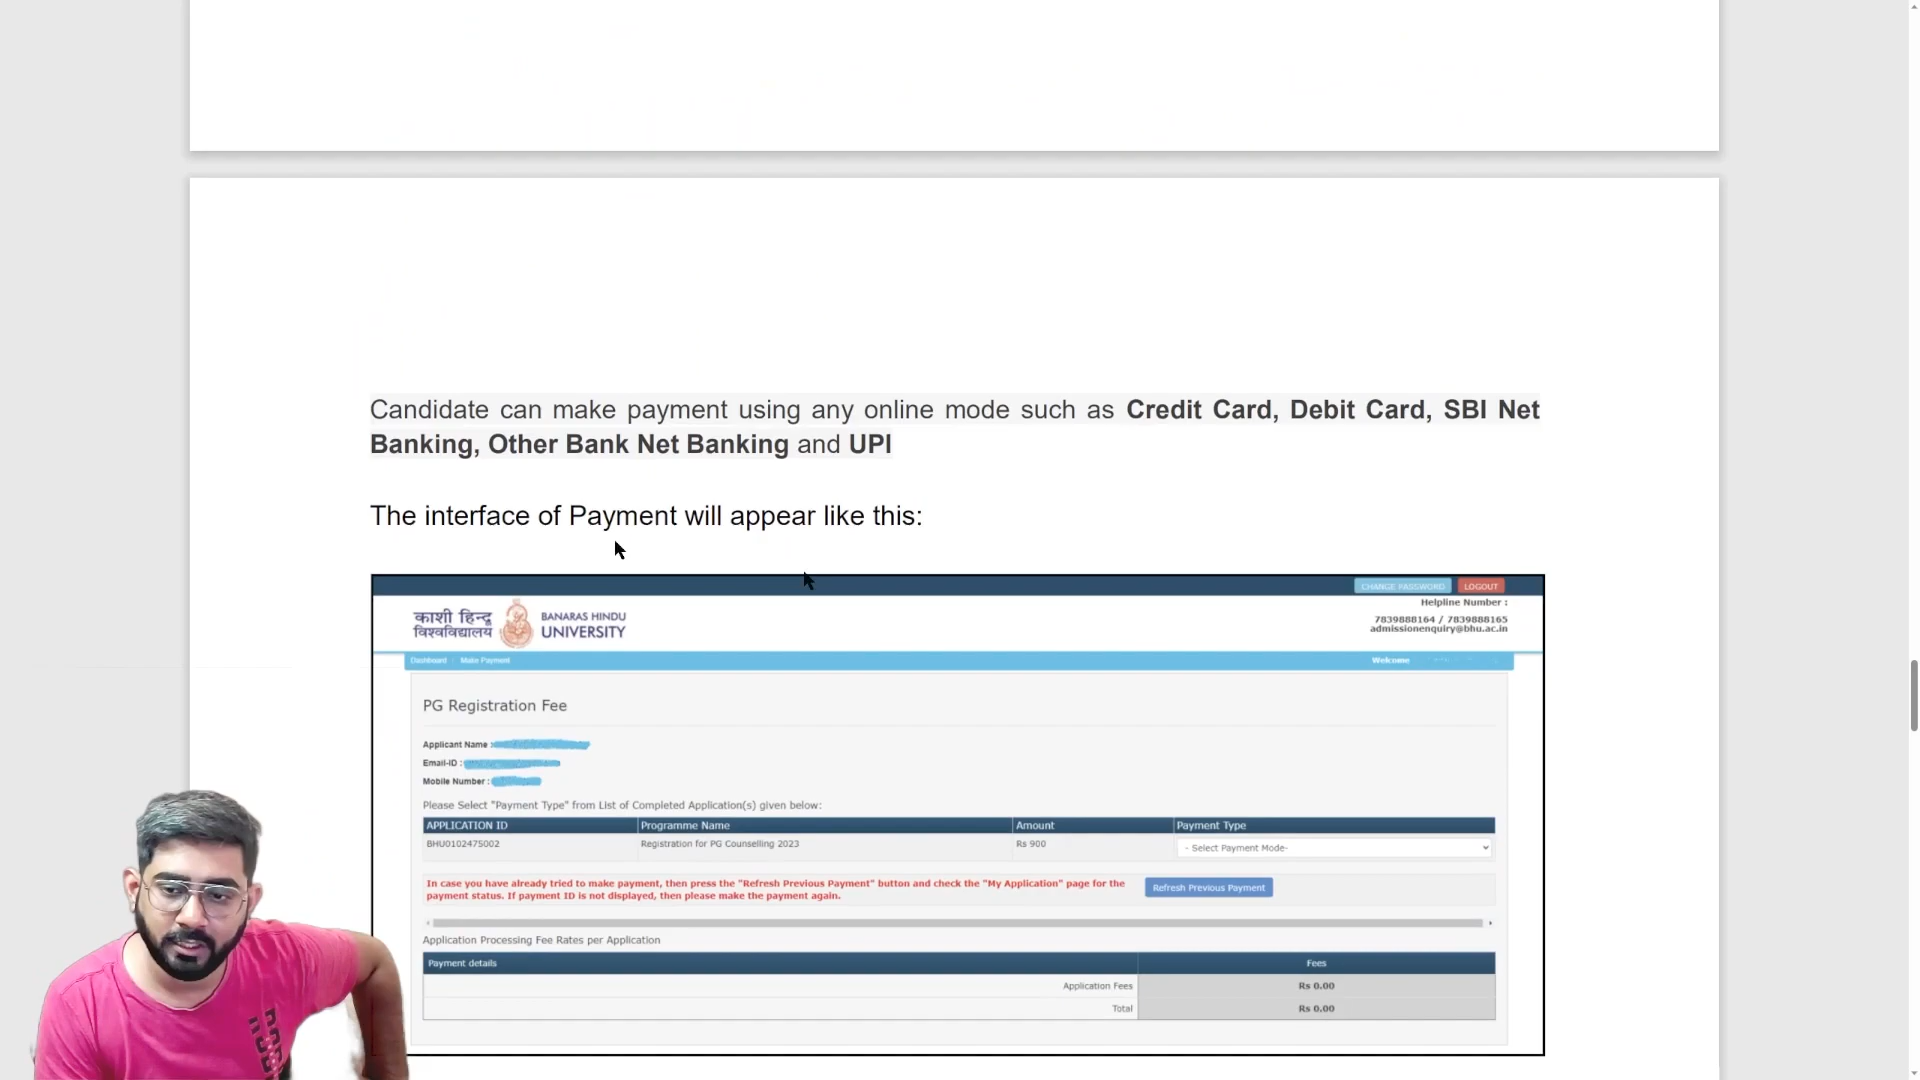 Candidate can make payment using any online mode such as Credit Card, Debit Card, SBI Net
Banking, Other Bank Net Banking and UPI
The interface of Payment will appear like this:
CHANGE PASSWORD LOGOUT
Helpline Number :
7839888164 / 7839888165
admissionenquiry@bhu.ac.in
काशी हिन्दू
विश्वविद्यालय
BANARAS HINDU
UNIVERSITY
Dashboard Make Payment Welcome
PG Registration Fee
Applicant Name :
Email-ID :
Mobile Number :
Please Select "Payment Type" from List of Completed Application(s) given below:
APPLICATION ID Programme Name Amount Payment Type
BHU0102475002 Registration for PG Counselling 2023 Rs 900 - Select Payment Mode-
In case you have already tried to make payment, then press the "Refresh Previous Payment" button and check the "My Application" page for the
payment status. If payment ID is not displayed, then please make the payment again.
Refresh Previous Payment
Application Processing Fee Rates per Application
Payment details Fees
Application Fees Rs 0.00
Total Rs 0.00